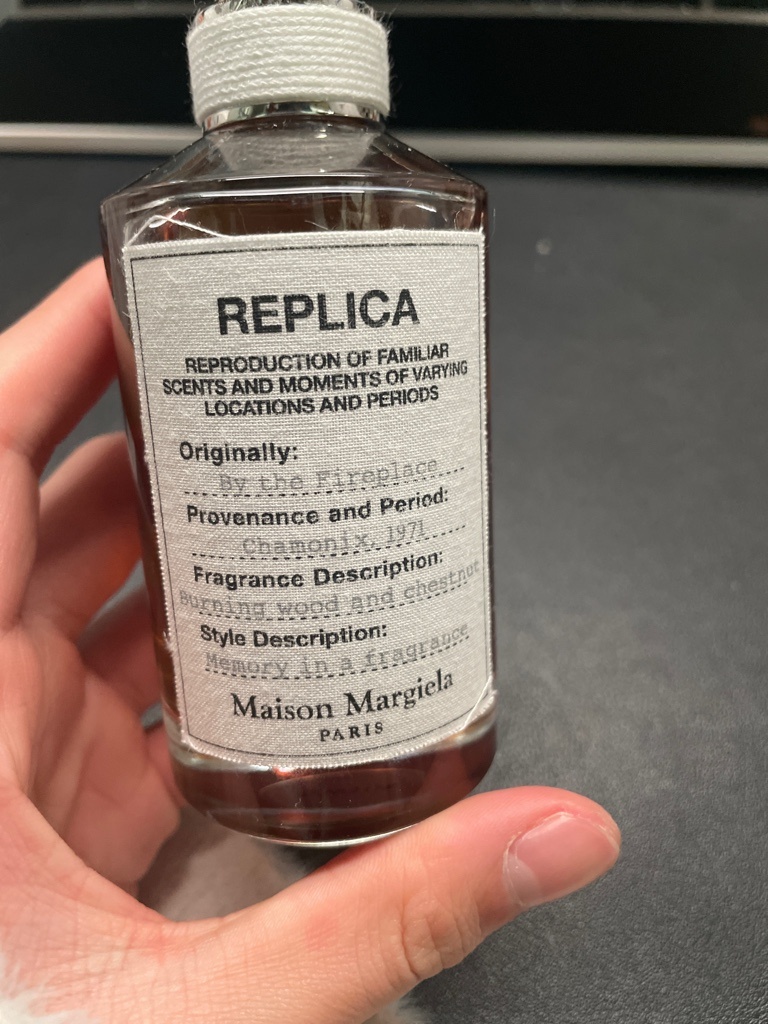 REPLICA
REPRODUCTION OF FAMILIAR
SCENTS AND MOMENTS OF VARYING
LOCATIONS AND PERIODS
Originally:
By the Fireplace
Provenance and Period:
Chamonix, 1971
Fragrance Description:
Burning wood and chestnut
Style Description:
Memory in a fragrance
Maison Margiela
PARIS